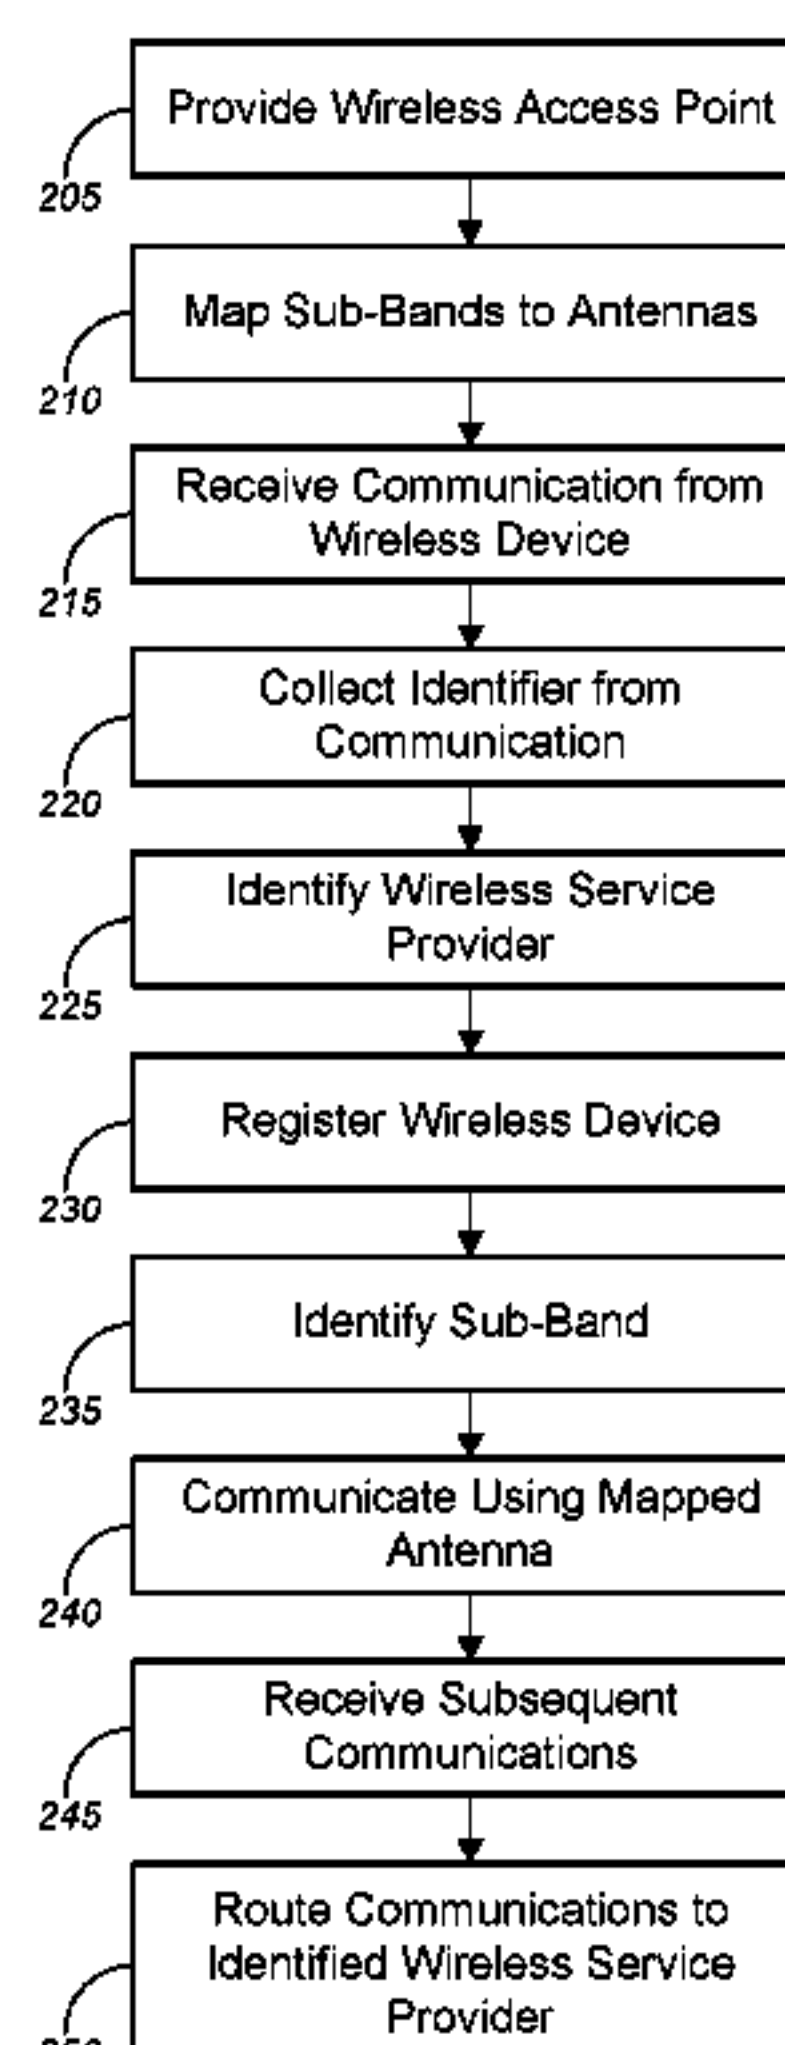 Provide Wireless Access Point
205
Map Sub-Bands to Antennas
210
Receive Communication from
Wireless Device
215
Collect Identifier from
Communication
220
Identify Wireless Service
Provider
225
Register Wireless Device
230
Identify Sub-Band
235
Communicate Using Mapped
Antenna
240
Receive Subsequent
Communications
245
Route Communications to
Identified Wireless Service
Provider